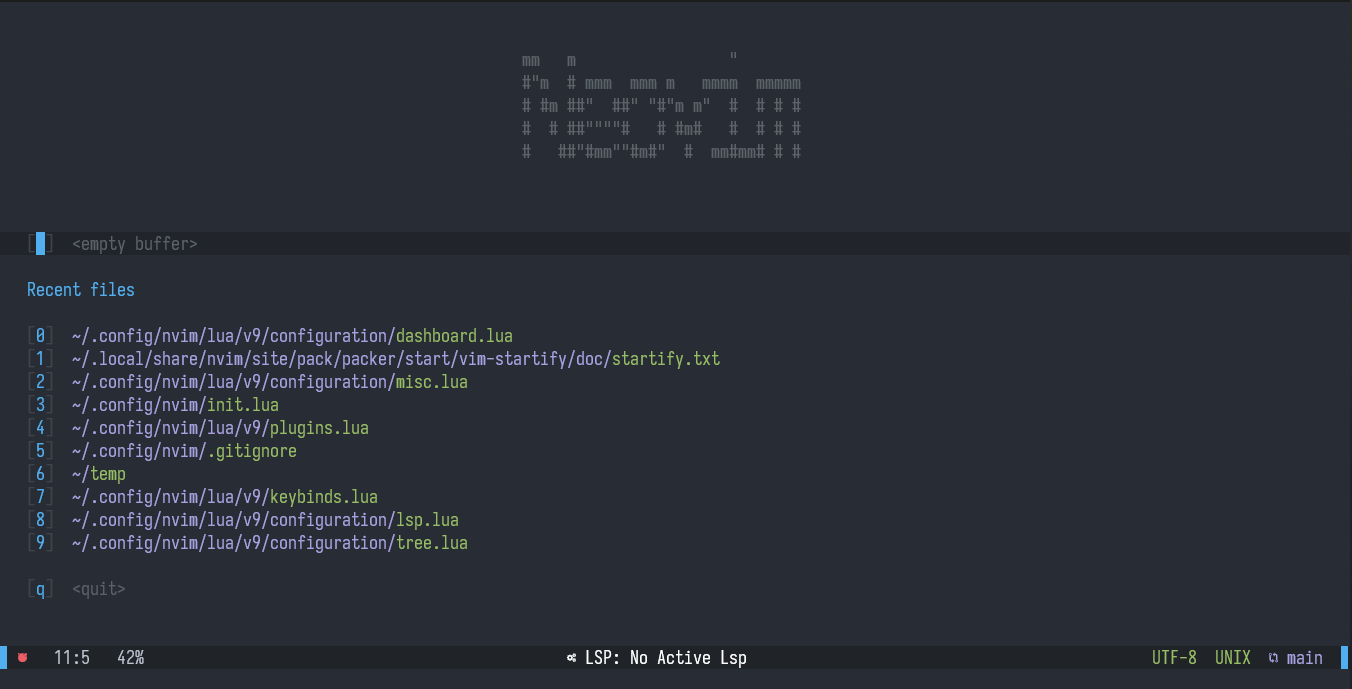 mm   m                 "
#"m  # mmm  mmm m   mmmm  mmmmm
# #m ##"  ##" "#"m m"  #  # # #
#  # ##""""#   # #m#   #  # # #
#   ##"#mm""#m#"  #  mm#mm# # #
[ ]  <empty buffer>
Recent files
[0]  ~/.config/nvim/lua/v9/configuration/dashboard.lua
[1]  ~/.local/share/nvim/site/pack/packer/start/vim-startify/doc/startify.txt
[2]  ~/.config/nvim/lua/v9/configuration/misc.lua
[3]  ~/.config/nvim/init.lua
[4]  ~/.config/nvim/lua/v9/plugins.lua
[5]  ~/.config/nvim/.gitignore
[6]  ~/temp
[7]  ~/.config/nvim/lua/v9/keybinds.lua
[8]  ~/.config/nvim/lua/v9/configuration/lsp.lua
[9]  ~/.config/nvim/lua/v9/configuration/tree.lua
[q]  <quit>
11:5   42%   LSP: No Active Lsp   UTF-8  UNIX  main